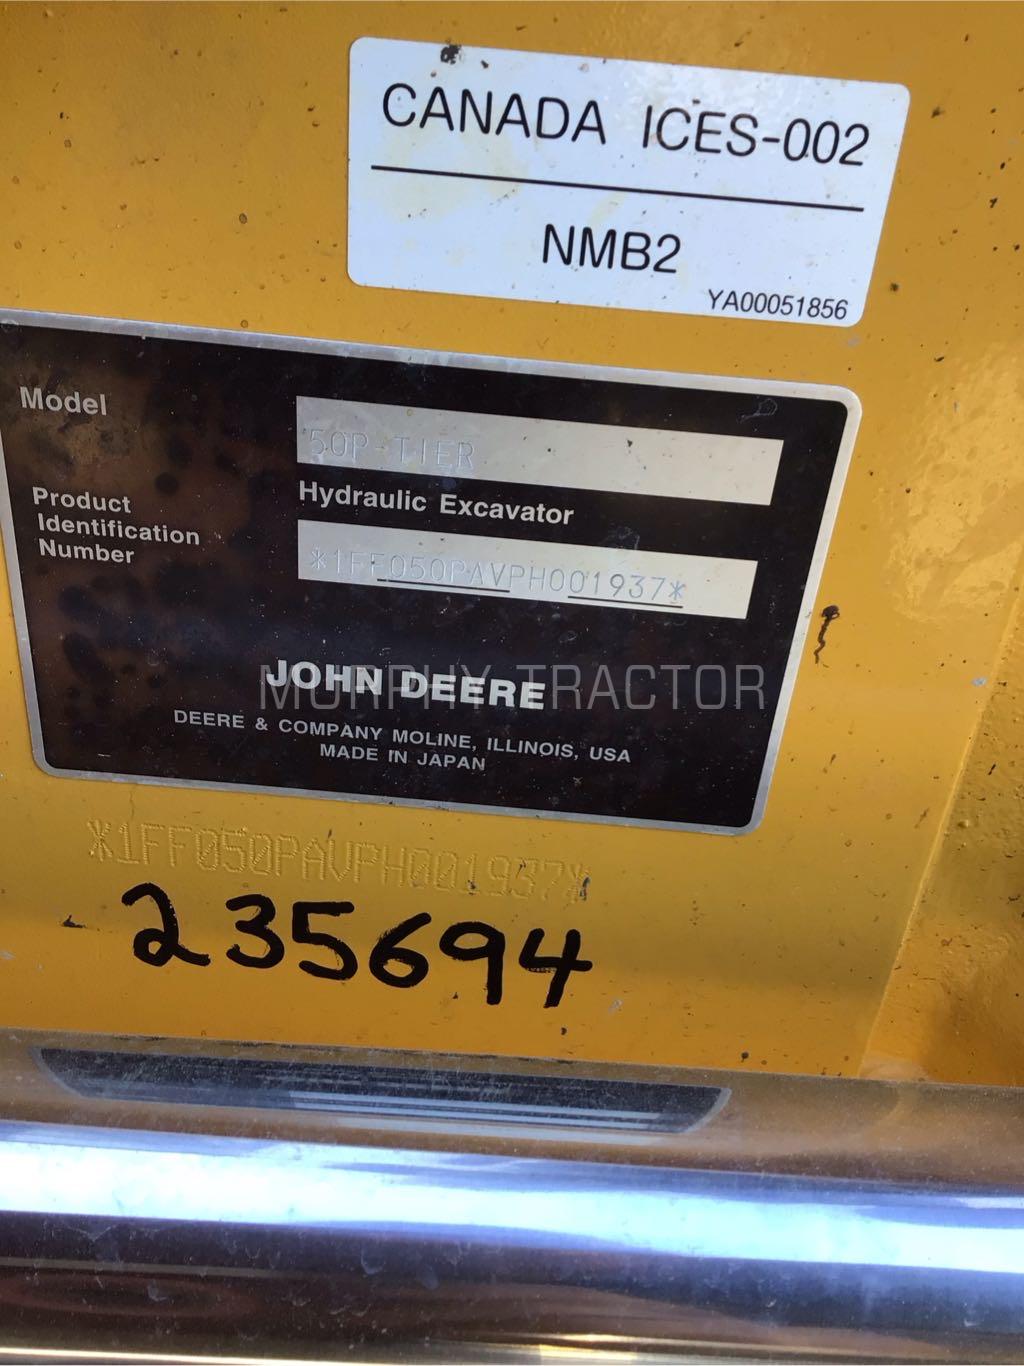 CANADA ICES-002
NMB2
YA00051856
Model
50P-TIER
Hydraulic Excavator
Product
Identification
Number
*1FF050PAVPH001937*
JOHN DEERE
MURPHY TRACTOR
DEERE & COMPANY MOLINE, ILLINOIS, USA
MADE IN JAPAN
*1FF050PAVPH001937*
235694